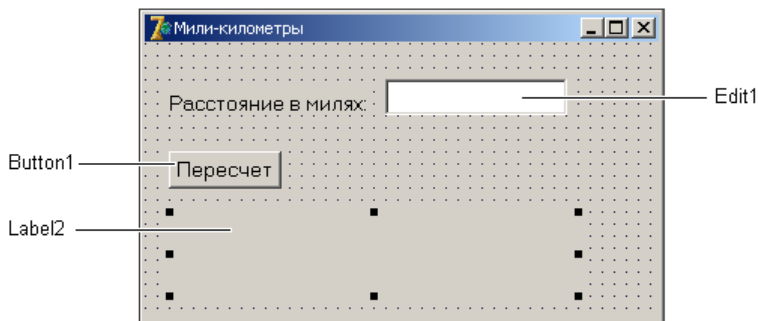 Мили-километры
Расстояние в милях:
Edit1
Button1
Пересчет
Label2